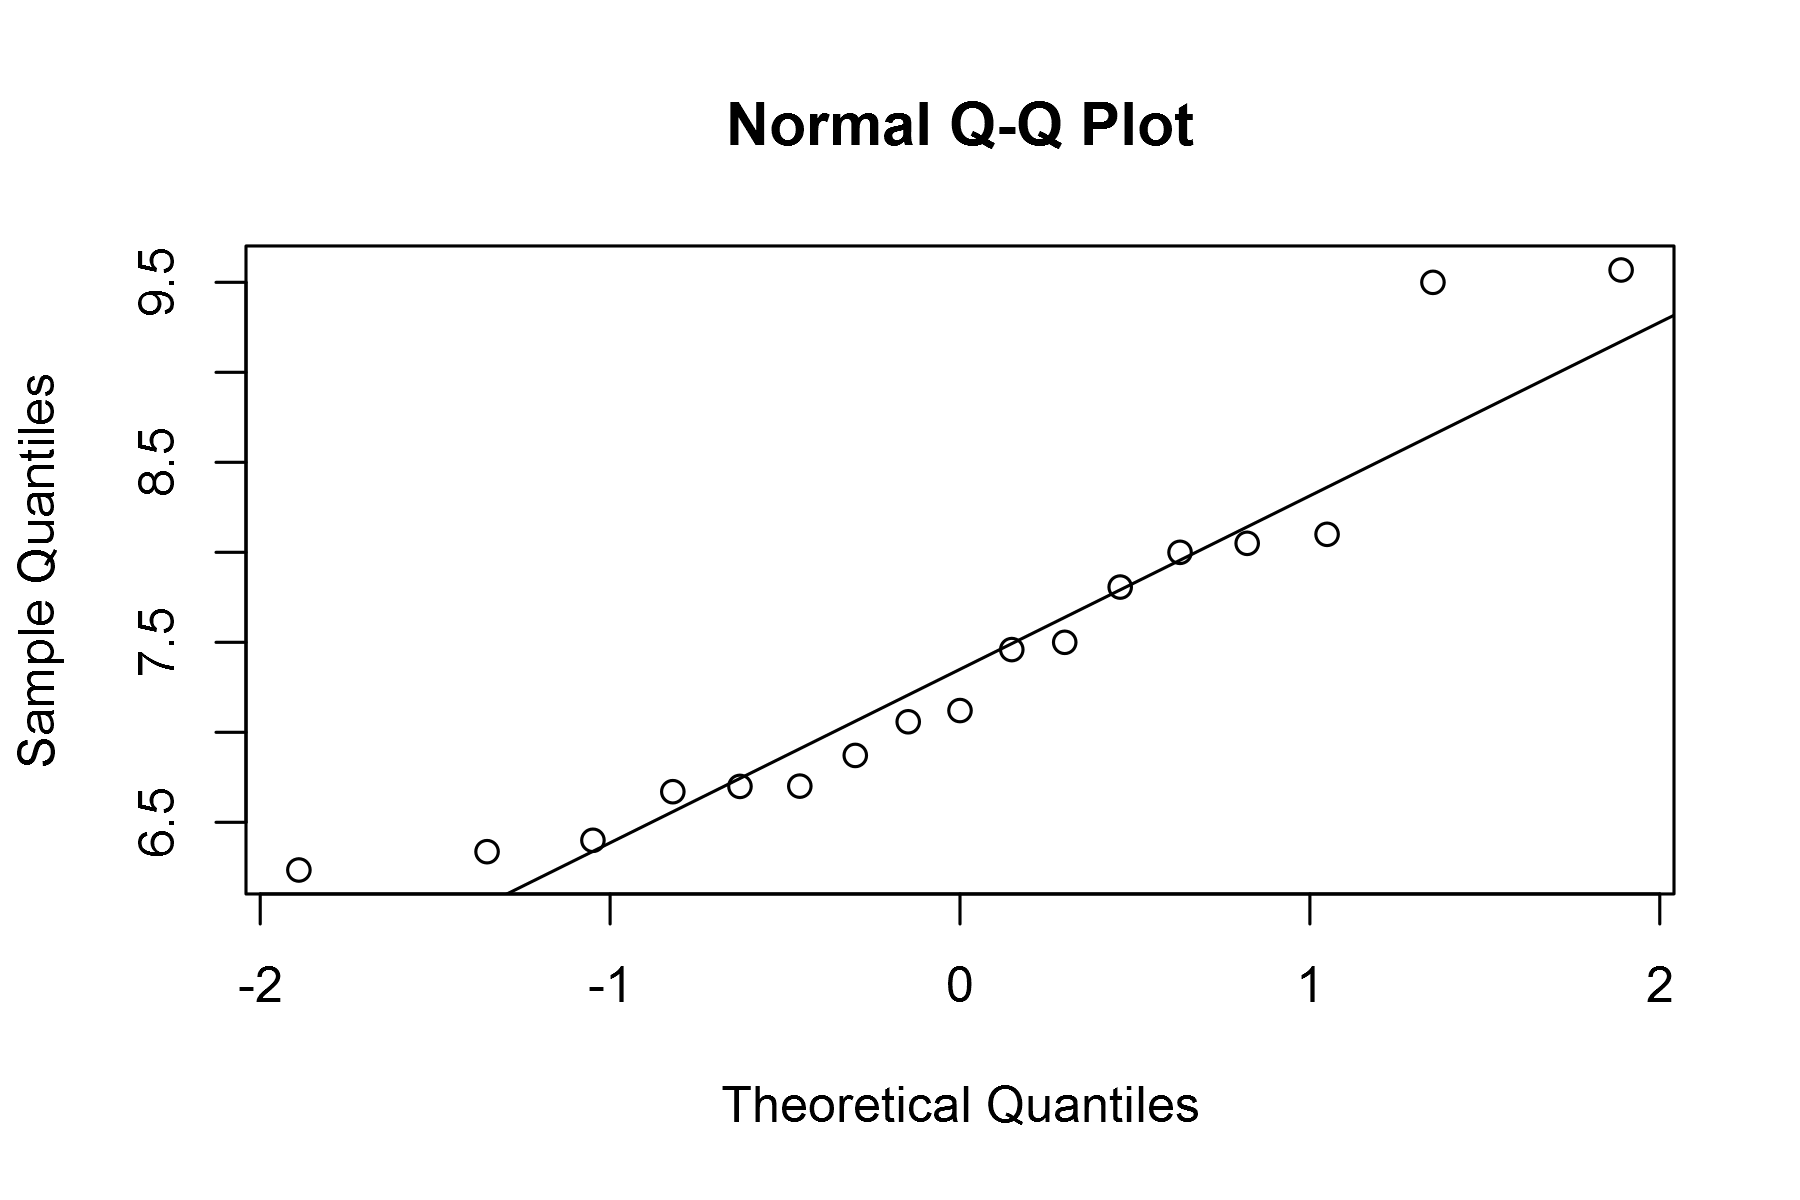 Normal Q-Q Plot
Sample Quantiles
9.5
8.5
7.5
6.5
-2 -1 0 1 2
Theoretical Quantiles